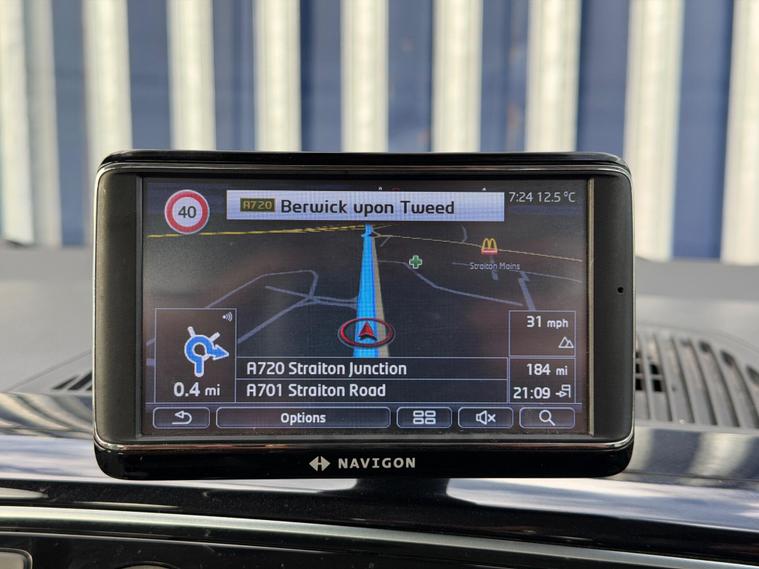 40
A720 Berwick upon Tweed
7:24 12.5 °C
Straiton Mains
31 mph
0.4 mi
A720 Straiton Junction
184 mi
A701 Straiton Road
21:09
Options
NAVIGON